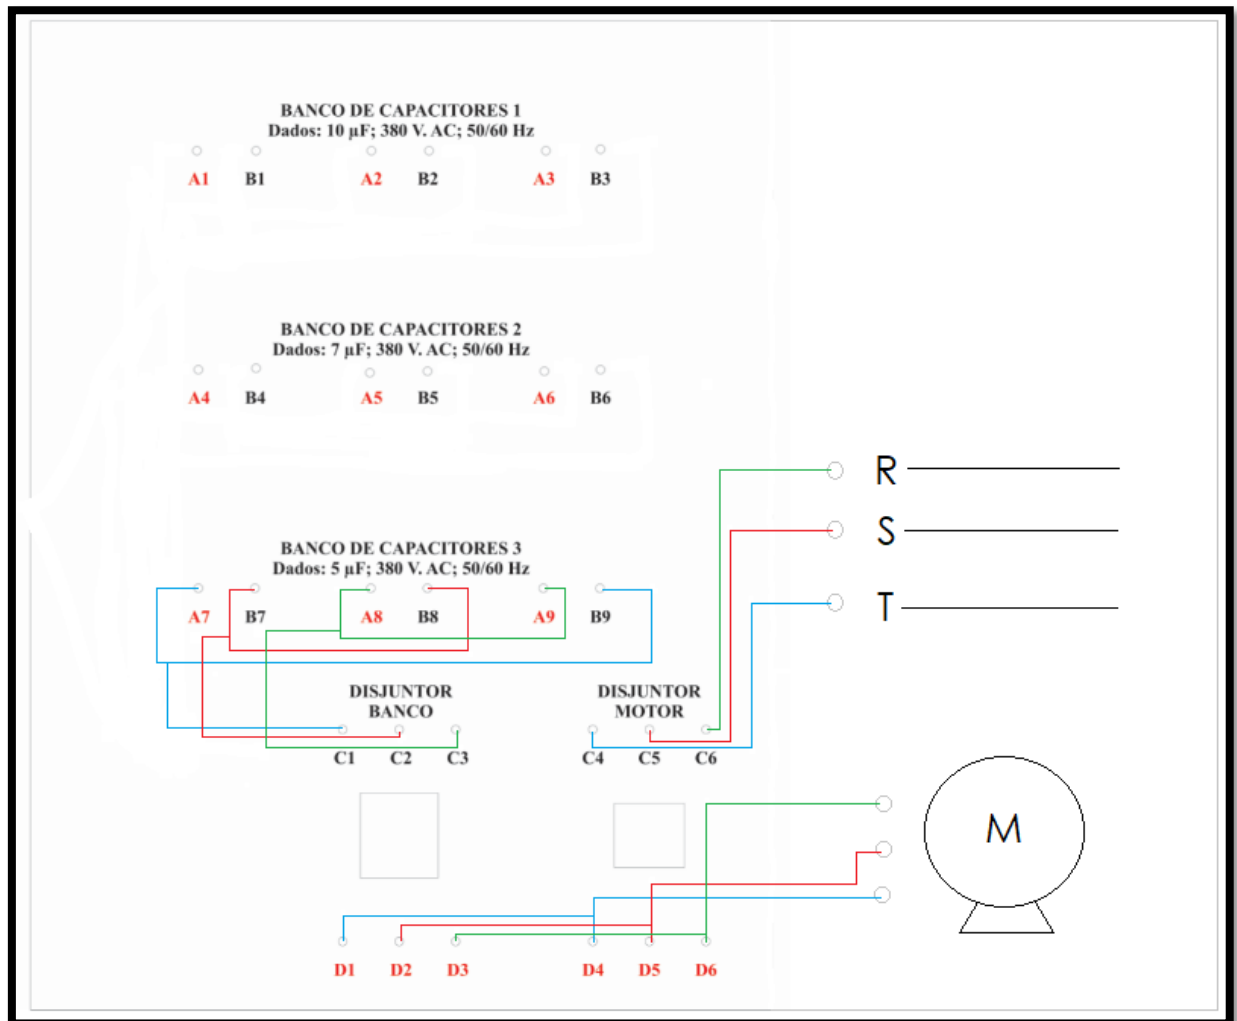 BANCO DE CAPACITORES 1
Dados: 10 µF; 380 V. AC; 50/60 Hz
A1 B1 A2 B2 A3 B3
BANCO DE CAPACITORES 2
Dados: 7 µF; 380 V. AC; 50/60 Hz
A4 B4 A5 B5 A6 B6
R
S
BANCO DE CAPACITORES 3
Dados: 5 µF; 380 V. AC; 50/60 Hz
T
A7 B7 A8 B8 A9 B9
DISJUNTOR
BANCO
DISJUNTOR
MOTOR
C1 C2 C3 C4 C5 C6
M
D1 D2 D3 D4 D5 D6